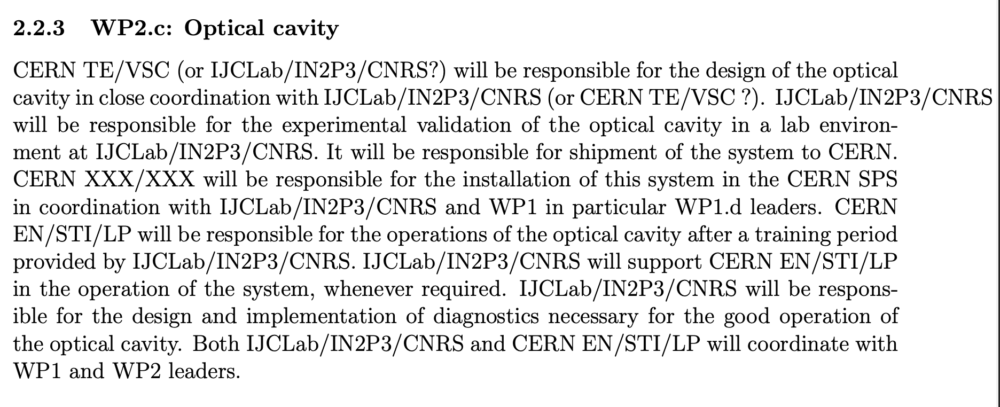 2.2.3 WP2.c: Optical cavity
CERN TE/VSC (or IJCLab/IN2P3/CNRS?) will be responsible for the design of the optical
cavity in close coordination with IJCLab/IN2P3/CNRS (or CERN TE/VSC ?). IJCLab/IN2P3/CNRS
will be responsible for the experimental validation of the optical cavity in a lab environ-
ment at IJCLab/IN2P3/CNRS. It will be responsible for shipment of the system to CERN.
CERN XXX/XXX will be responsible for the installation of this system in the CERN SPS
in coordination with IJCLab/IN2P3/CNRS and WP1 in particular WP1.d leaders. CERN
EN/STI/LP will be responsible for the operations of the optical cavity after a training period
provided by IJCLab/IN2P3/CNRS. IJCLab/IN2P3/CNRS will support CERN EN/STI/LP
in the operation of the system, whenever required. IJCLab/IN2P3/CNRS will be respons-
ible for the design and implementation of diagnostics necessary for the good operation of
the optical cavity. Both IJCLab/IN2P3/CNRS and CERN EN/STI/LP will coordinate with
WP1 and WP2 leaders.